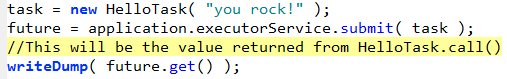 task = new HelloTask( "you rock!" );
future = application.executorService.submit( task );
//This will be the value returned from HelloTask.call()
writeDump( future.get() );